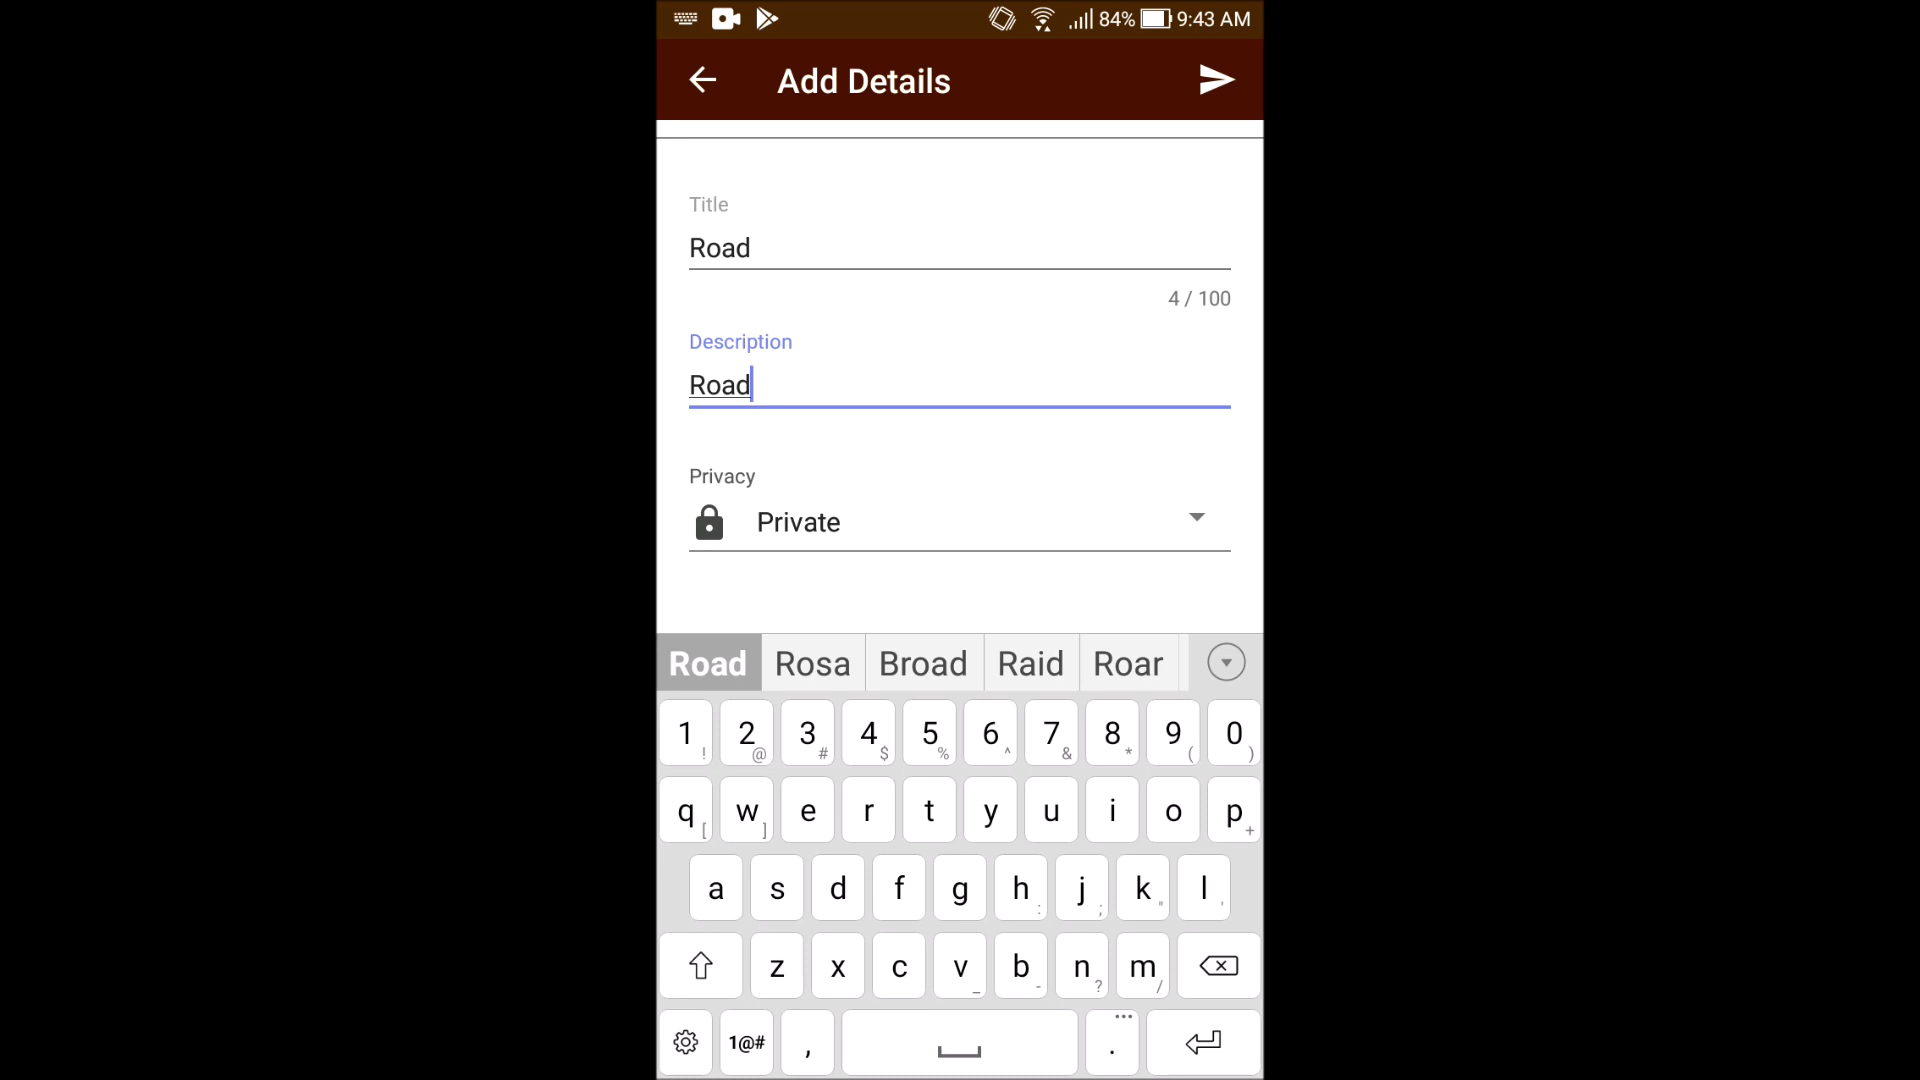 84% 9:43 AM
Add Details
Title
Road
4 / 100
Description
Road
Privacy
Private
Road Rosa Broad Raid Roar
1 ! 2 @ 3 # 4 $ 5 % 6 ^ 7 & 8 * 9 ( 0 )
q [ w ] e r t y u i o p +
a s d f g h : j ; k " l '
z x c v _ b - n ? m /
1@# , . ...